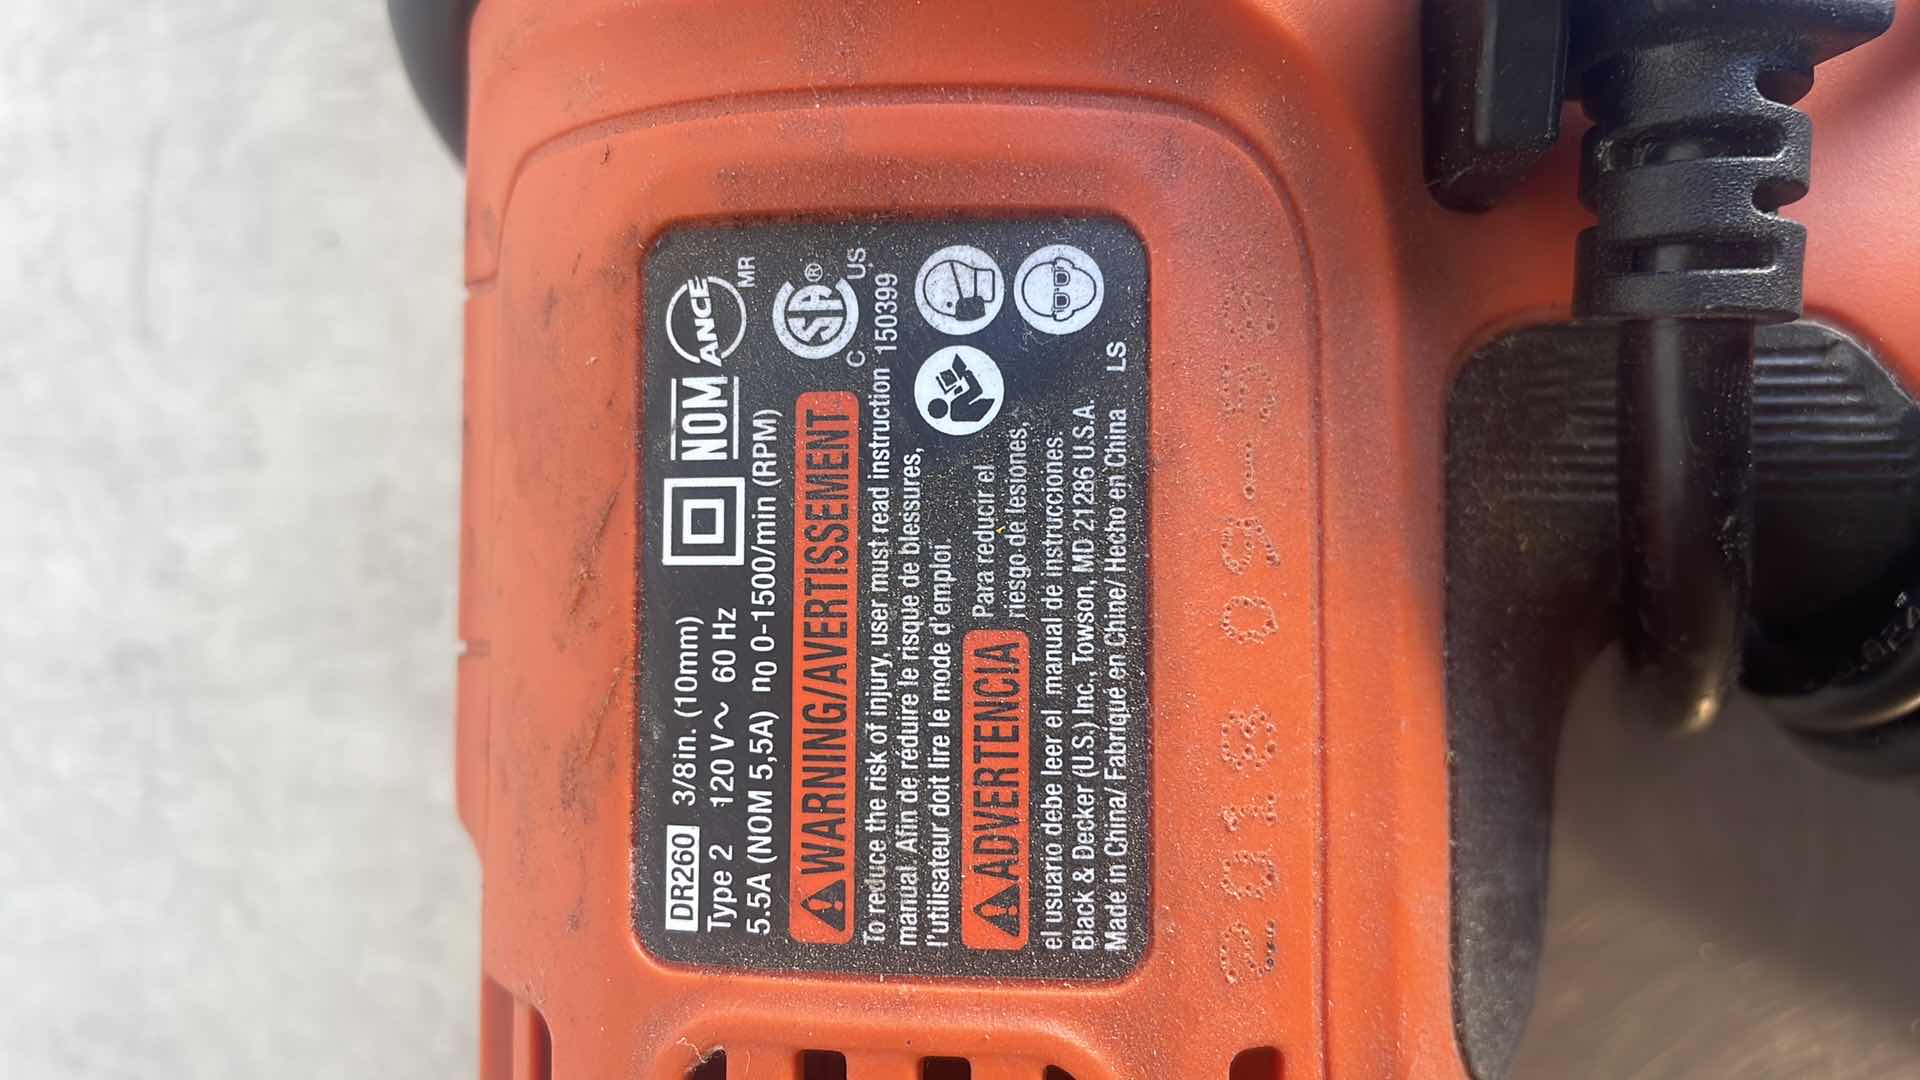 DR260 3/8in. (10mm)
Type 2 120 V ~ 60 Hz
NOM ANCE MR
5.5A (NOM 5,5A) no 0-1500/min (RPM)
WARNING/AVERTISSEMENT
SA® C US
To reduce the risk of injury, user must read instruction 150399
manual. Afin de réduire le risque de blessures,
l'utilisateur doit lire le mode d'emploi.
ADVERTENCIA Para reducir el
riesgo de lesiones,
el usuario debe leer el manual de instrucciones.
Black & Decker (U.S.) Inc., Towson, MD 21286 U.S.A.
Made in China/ Fabriqué en Chine/ Hecho en China LS
2018 09-